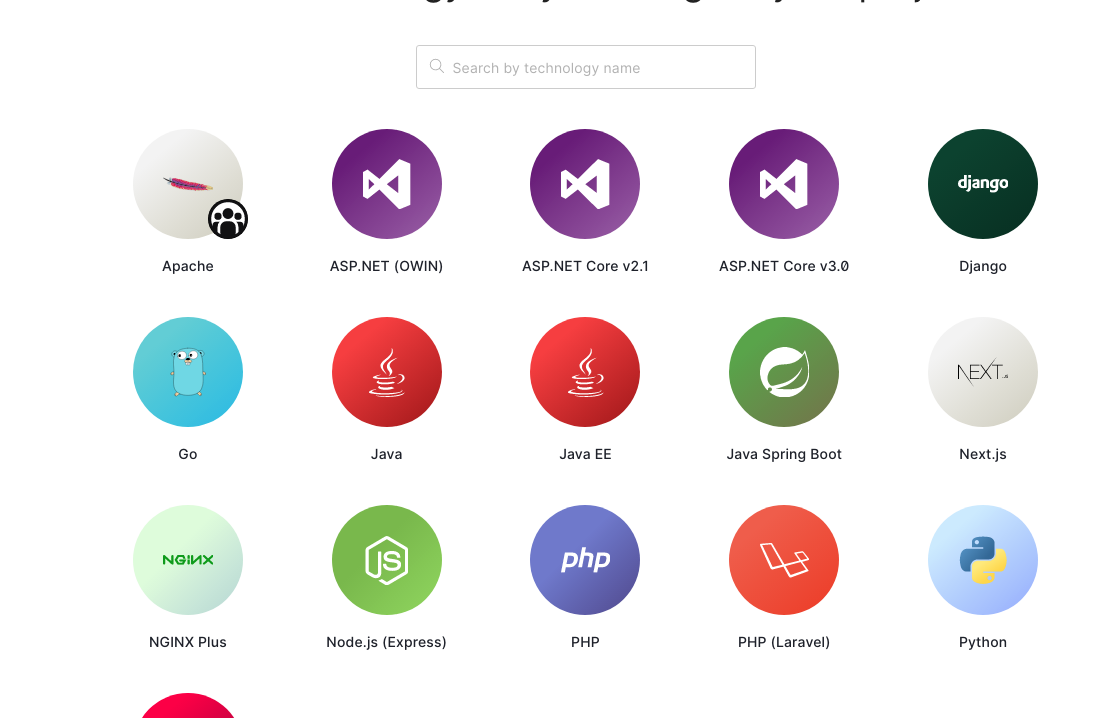 Search by technology name
django
Apache
ASP.NET (OWIN)
ASP.NET Core v2.1
ASP.NET Core v3.0
Django
NEXT.JS
Go
Java
Java EE
Java Spring Boot
Next.js
NGINX
JS
php
NGINX Plus
Node.js (Express)
PHP
PHP (Laravel)
Python